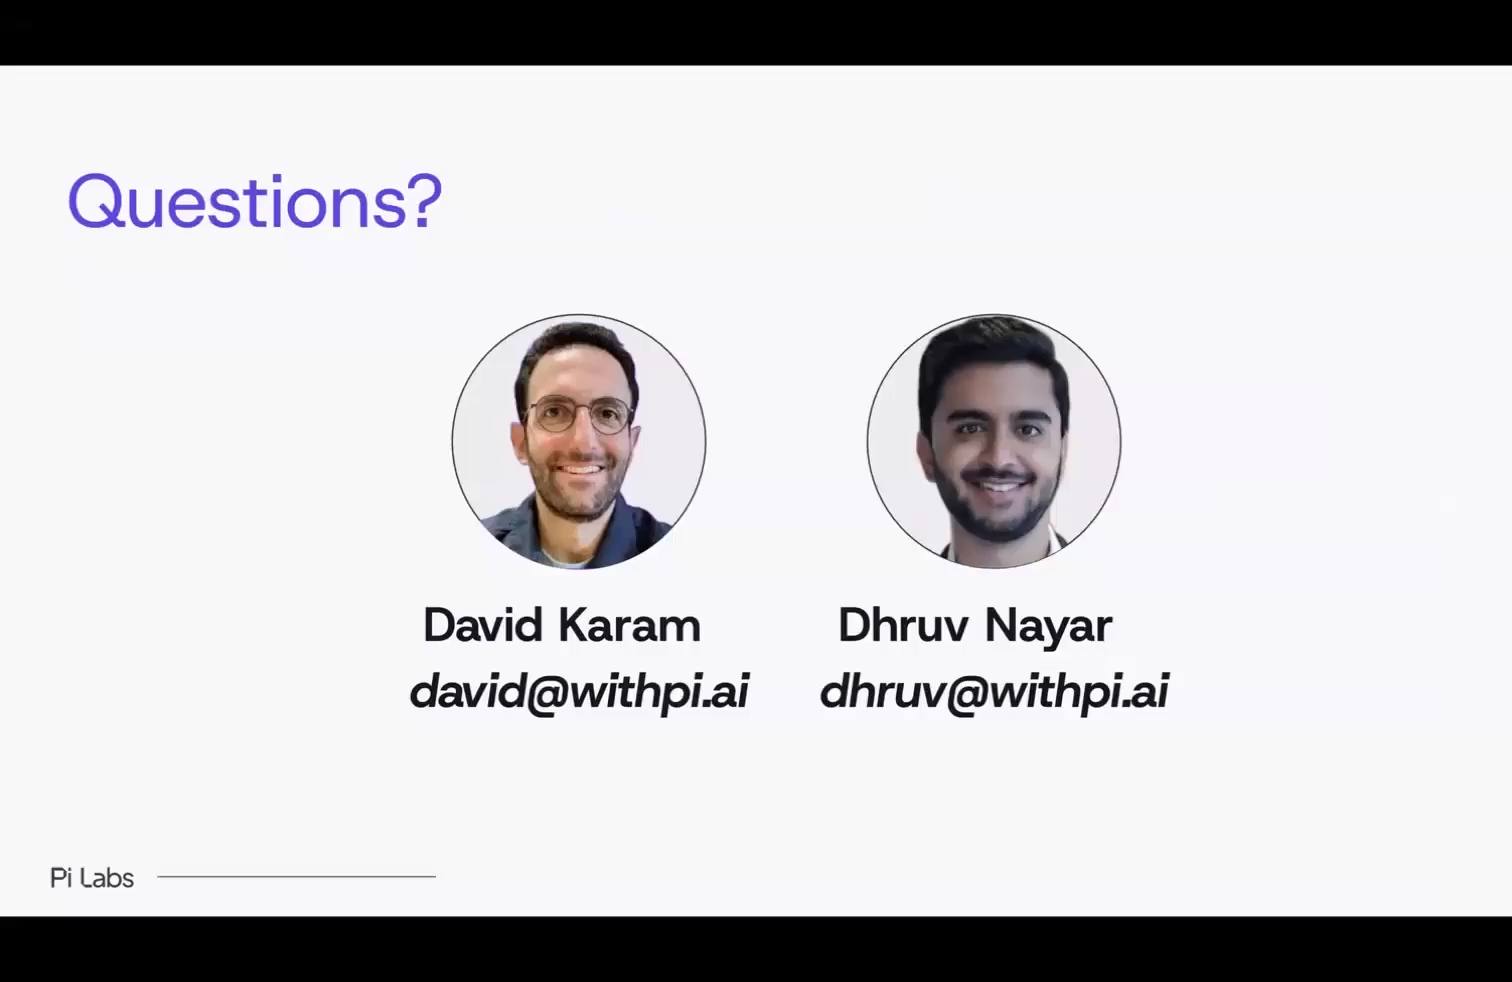 Questions?
David Karam
david@withpi.ai
Dhruv Nayar
dhruv@withpi.ai
Pi Labs